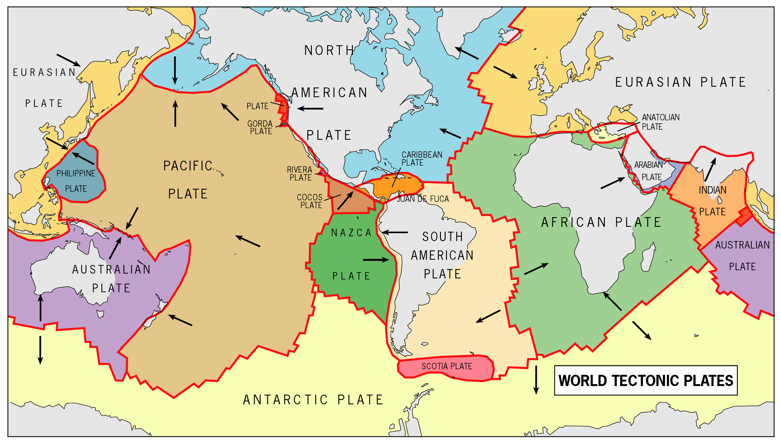 NORTH
AMERICAN
PLATE
EURASIAN
PLATE
EURASIAN PLATE
PLATE
GORDA
PLATE
ANATOLIAN
PLATE
CARIBBEAN
PLATE
ARABIAN
PLATE
PHILIPPINE
PLATE
PACIFIC
PLATE
RIVERA
PLATE
COCOS
PLATE
JUAN DE FUCA
INDIAN
PLATE
AFRICAN PLATE
NAZCA
PLATE
SOUTH
AMERICAN
PLATE
AUSTRALIAN
PLATE
AUSTRALIAN
PLATE
SCOTIA PLATE
ANTARCTIC PLATE
WORLD TECTONIC PLATES